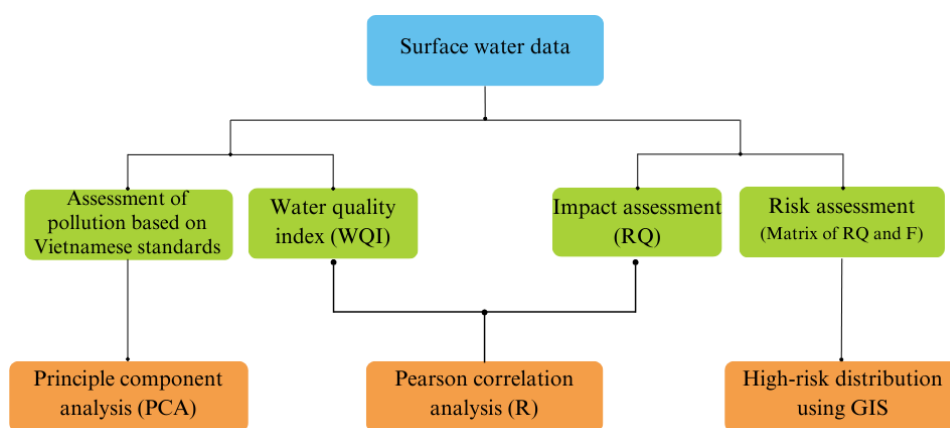 Surface water data
Assessment of
pollution based on
Vietnamese standards
Water quality
index (WQI)
Impact assessment
(RQ)
Risk assessment
(Matrix of RQ and F)
Principle component
analysis (PCA)
Pearson correlation
analysis (R)
High-risk distribution
using GIS